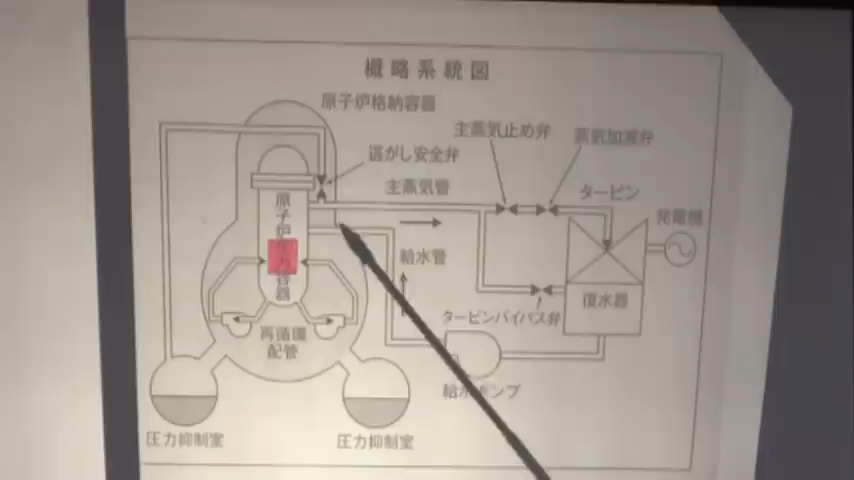 概略系統図
原子炉格納容器
主蒸気止め弁
蒸気加減弁
逃がし安全弁
主蒸気管
タービン
発電機
原子炉圧力容器
給水管
復水器
タービンバイパス弁
再循環
配管
給水ポンプ
圧力抑制室
圧力抑制室